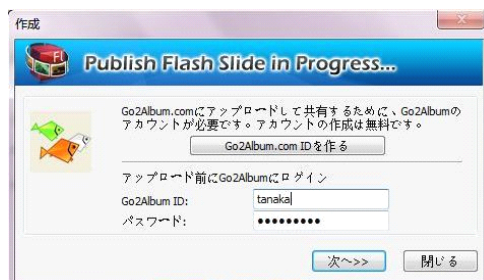 作成
Publish Flash Slide in Progress...
Go2Album.comにアップロードして共有するために、Go2Albumの
アカウントが必要です。アカウントの作成は無料です。
Go2Album.com IDを作る
アップロード前にGo2Albumにログイン
Go2Album ID:
tanaka
パスワード:
●●●●●●●●●
次へ>>
閉じる